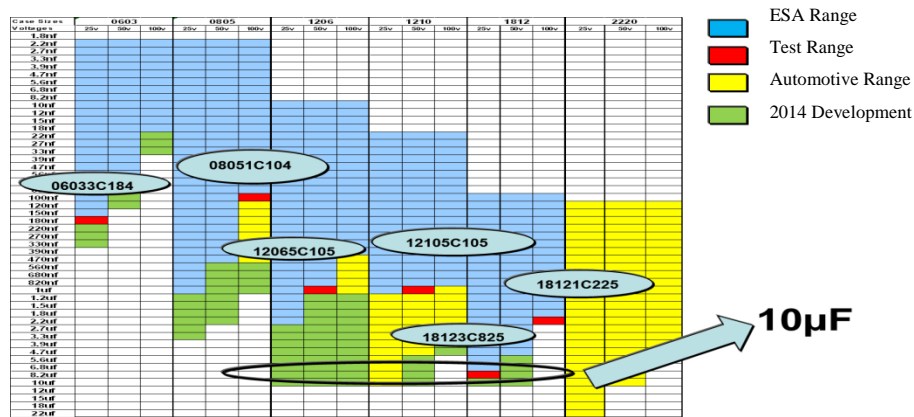 Case Sizes 0603 0805 1206 1210 1812 2220
Voltages 25v 50v 100v 25v 50v 100v 25v 50v 100v 25v 50v 100v 25v 50v 100v 25v 50v 100v
1.8nf
2.2nf
2.7nf
3.3nf
3.9nf
4.7nf
5.6nf
6.8nf
8.2nf
10nf
12nf
15nf
18nf
22nf
27nf
33nf
39nf
47nf
06033C184
08051C104
100nf
120nf
150nf
180nf
220nf
270nf
330nf
390nf
470nf
560nf
680nf
820nf
1uf
1.2uf
1.5uf
1.8uf
2.2uf
2.7uf
3.3uf
3.9uf
4.7uf
5.6uf
6.8uf
8.2uf
10uf
12uf
15uf
18uf
22uf
12065C105
12105C105
18121C225
18123C825
10µF
ESA Range
Test Range
Automotive Range
2014 Development